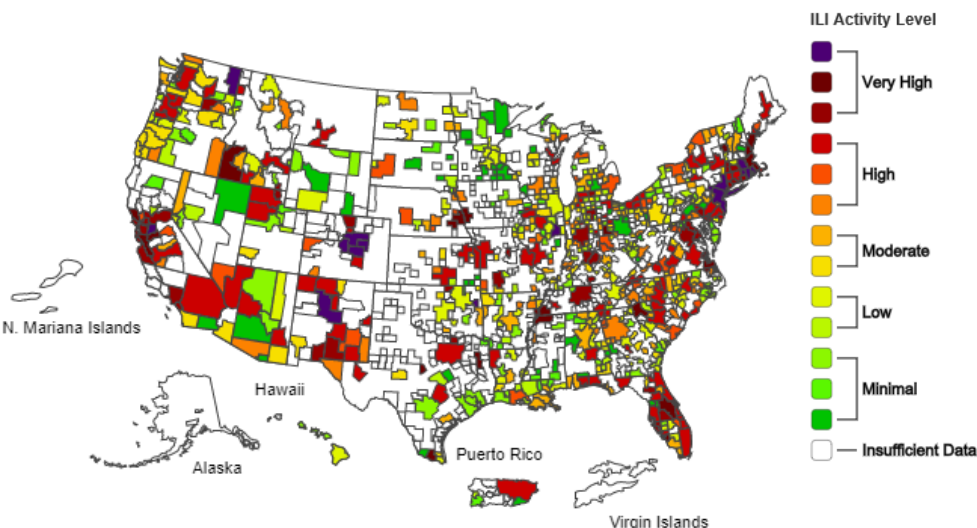 ILI Activity Level
Very High
High
Moderate
Low
Minimal
Insufficient Data
N. Mariana Islands
Hawaii
Alaska
Puerto Rico
Virgin Islands